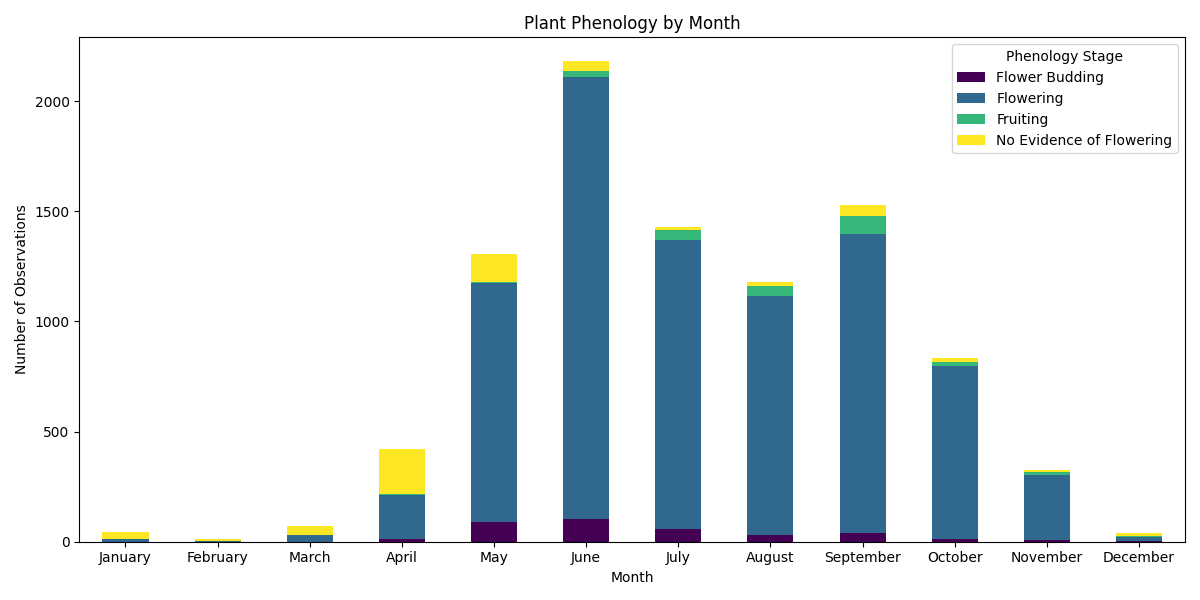 Plant Phenology by Month
Phenology Stage
Flower Budding
Flowering
Fruiting
No Evidence of Flowering
Number of Observations
2000
1500
1000
500
0
January February March April May June July August September October November December
Month